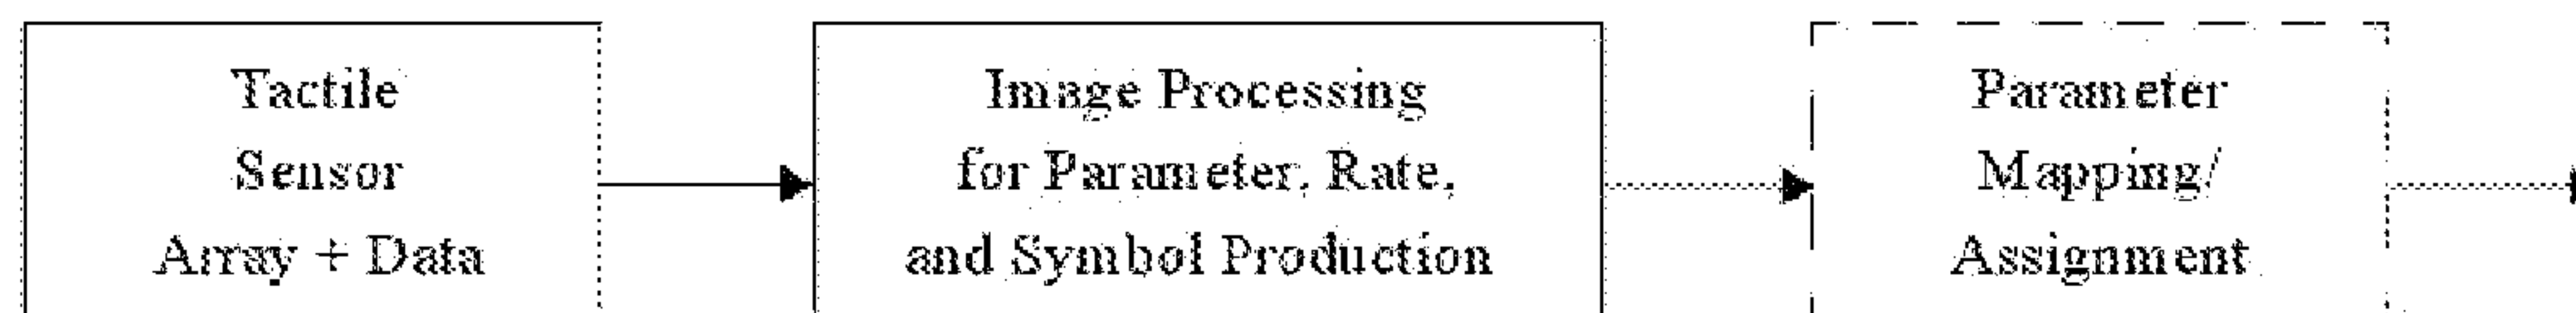 Tactile
Sensor
Array + Data
Image Processing
for Parameter, Rate,
and Symbol Production
Parameter
Mapping/
Assignment